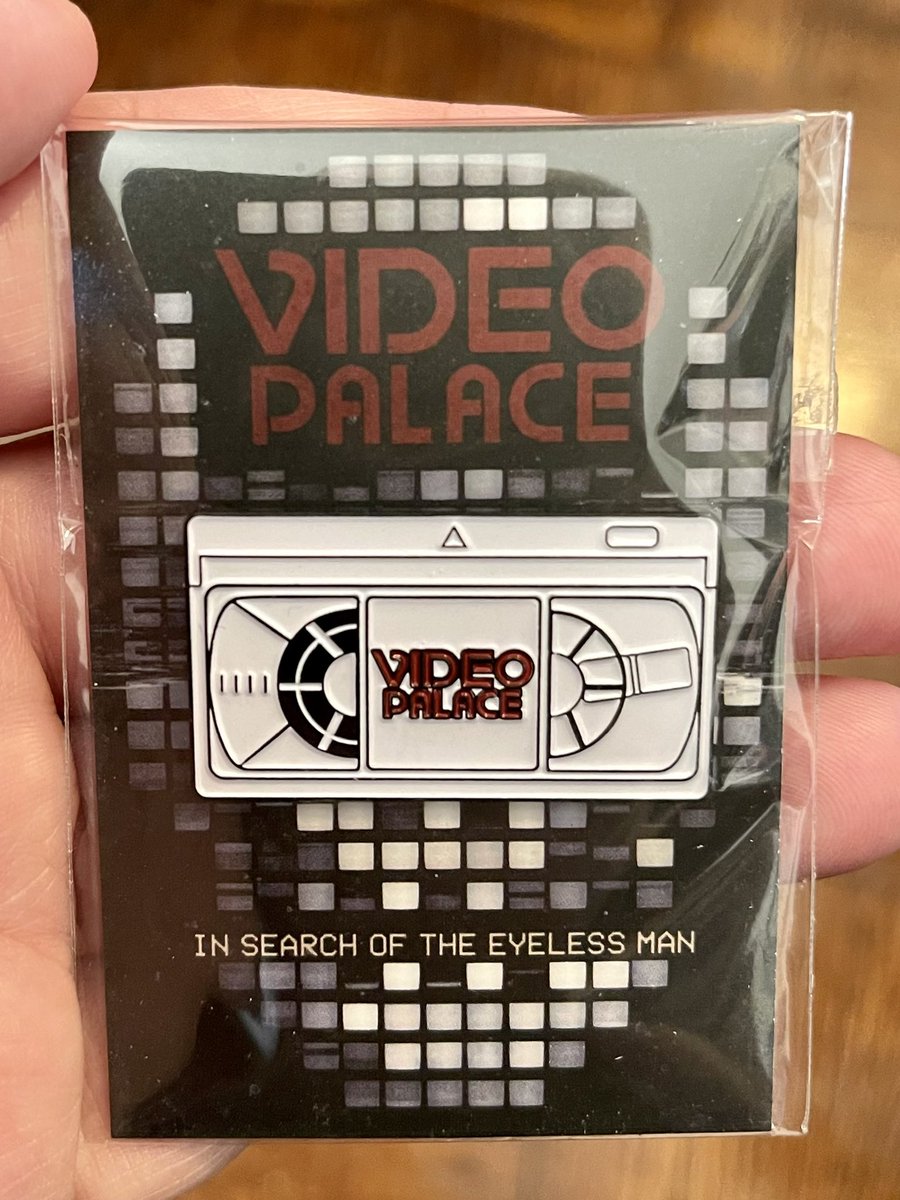 VIDEO
PALACE
VIDEO
PALACE
IN SEARCH OF THE EYELESS MAN